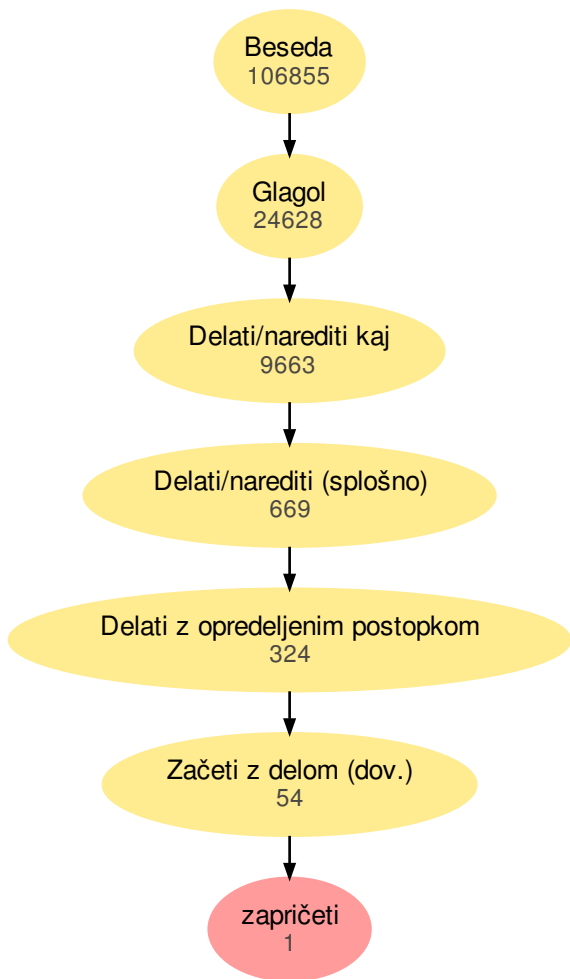 Beseda
106855
Glagol
24628
Delati/narediti kaj
9663
Delati/narediti (splošno)
669
Delati z opredeljenim postopkom
324
Začeti z delom (dov.)
54
zapričeti
1